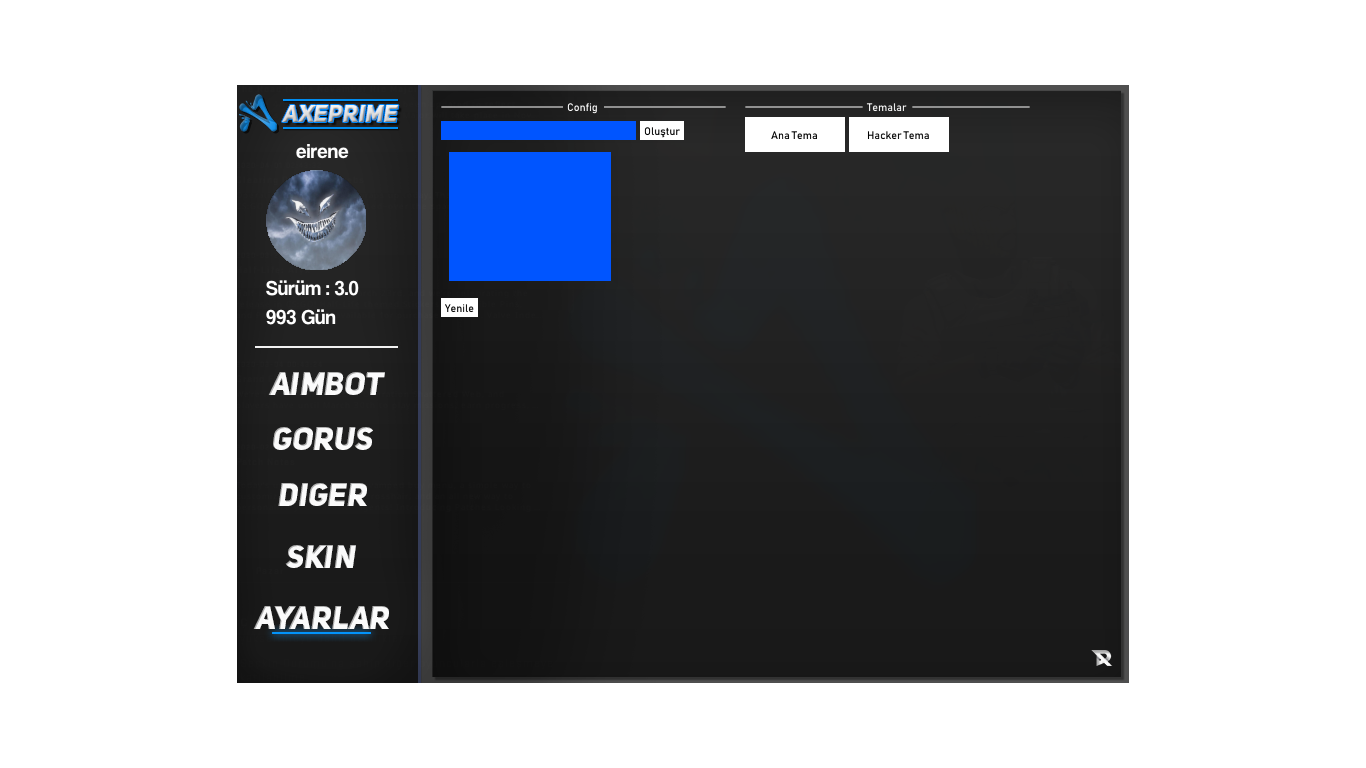 AXEPRIME
eirene
Sürüm : 3.0
993 Gün
AIMBOT
GORUS
DIGER
SKIN
AYARLAR
Config
Oluştur
Yenile
Temalar
Ana Tema
Hacker Tema